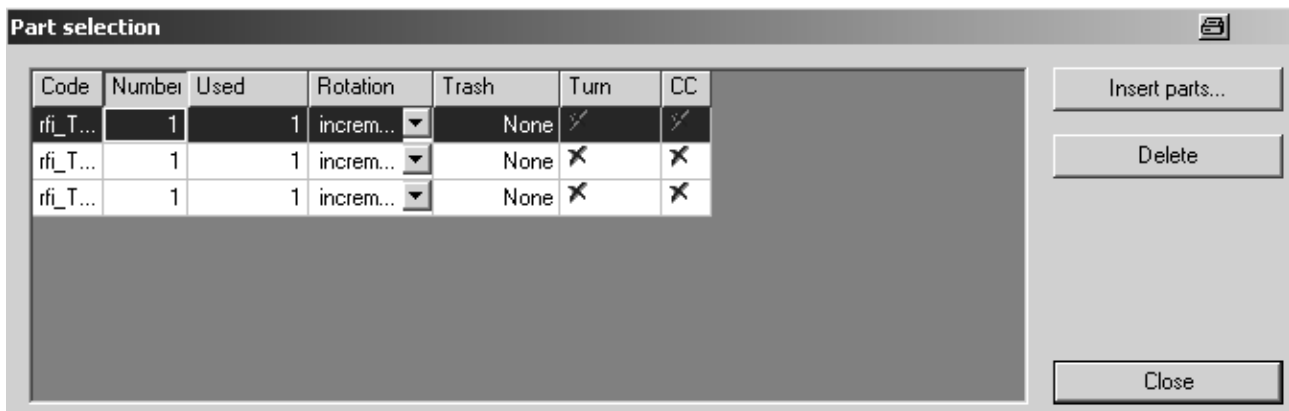 Part selection
Code Number Used Rotation Trash Turn CC
rfi_T... 1 1 increm... None
rfi_T... 1 1 increm... None
rfi_T... 1 1 increm... None
Insert parts...
Delete
Close